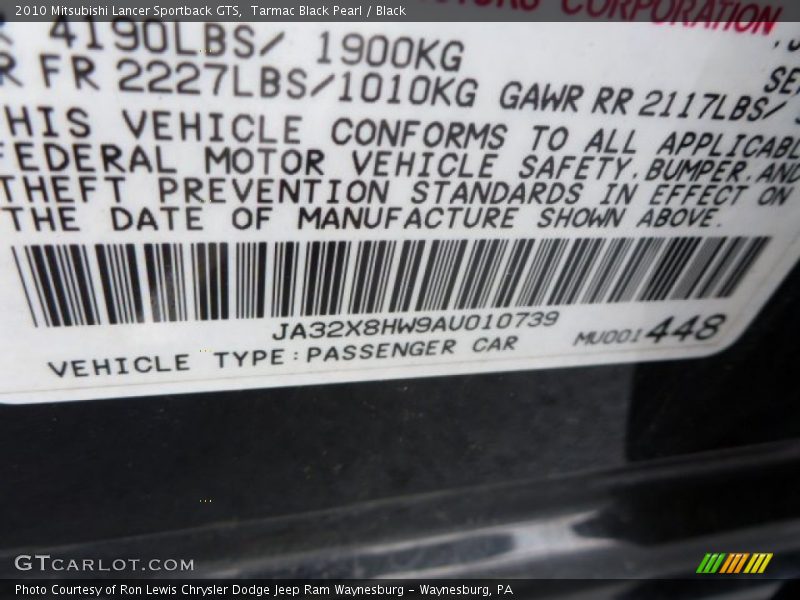 2010 Mitsubishi Lancer Sportback GTS, Tarmac Black Pearl / Black
CORPORATION
4190LBS/ 1900KG
R FR 2227LBS/1010KG GAWR RR 2117LBS/
HIS VEHICLE CONFORMS TO ALL APPLICABL
FEDERAL MOTOR VEHICLE SAFETY, BUMPER, AND
THEFT PREVENTION STANDARDS IN EFFECT ON
THE DATE OF MANUFACTURE SHOWN ABOVE.
JA32X8HW9AU010739
VEHICLE TYPE:PASSENGER CAR MU001448
GTCARLOT.COM
Photo Courtesy of Ron Lewis Chrysler Dodge Jeep Ram Waynesburg - Waynesburg, PA